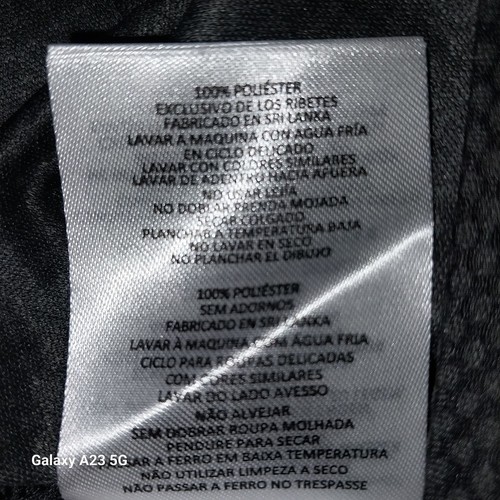 100% POLIÉSTER
EXCLUSIVO DE LOS RIBETES
FABRICADO EN SRI LANKA
LAVAR A MAQUINA CON AGUA FRÍA
EN CICLO DELICADO
LAVAR CON COLORES SIMILARES
LAVAR DE ADENTRO HACIA AFUERA
NO USAR LEJÍA
NO DOBLAR PRENDA MOJADA
SECAR COLGADO
PLANCHAR A TEMPERATURA BAJA
NO LAVAR EN SECO
NO PLANCHAR EL DIBUJO
100% POLIÉSTER
SEM ADORNOS
FABRICADO EN SRI LANKA
LAVAR À MAQUINA COM ÁGUA FRIA
CICLO PARA ROUPAS DELICADAS
COM CORES SIMILARES
LAVAR DO LADO AVESSO
NÃO ALVEJAR
SEM DOBRAR ROUPA MOLHADA
PENDURE PARA SECAR
A FERRO EM BAIXA TEMPERATURA
NÃO UTILIZAR LIMPEZA A SECO
NÃO PASSAR A FERRO NO TRESPASSE
Galaxy A23 5G